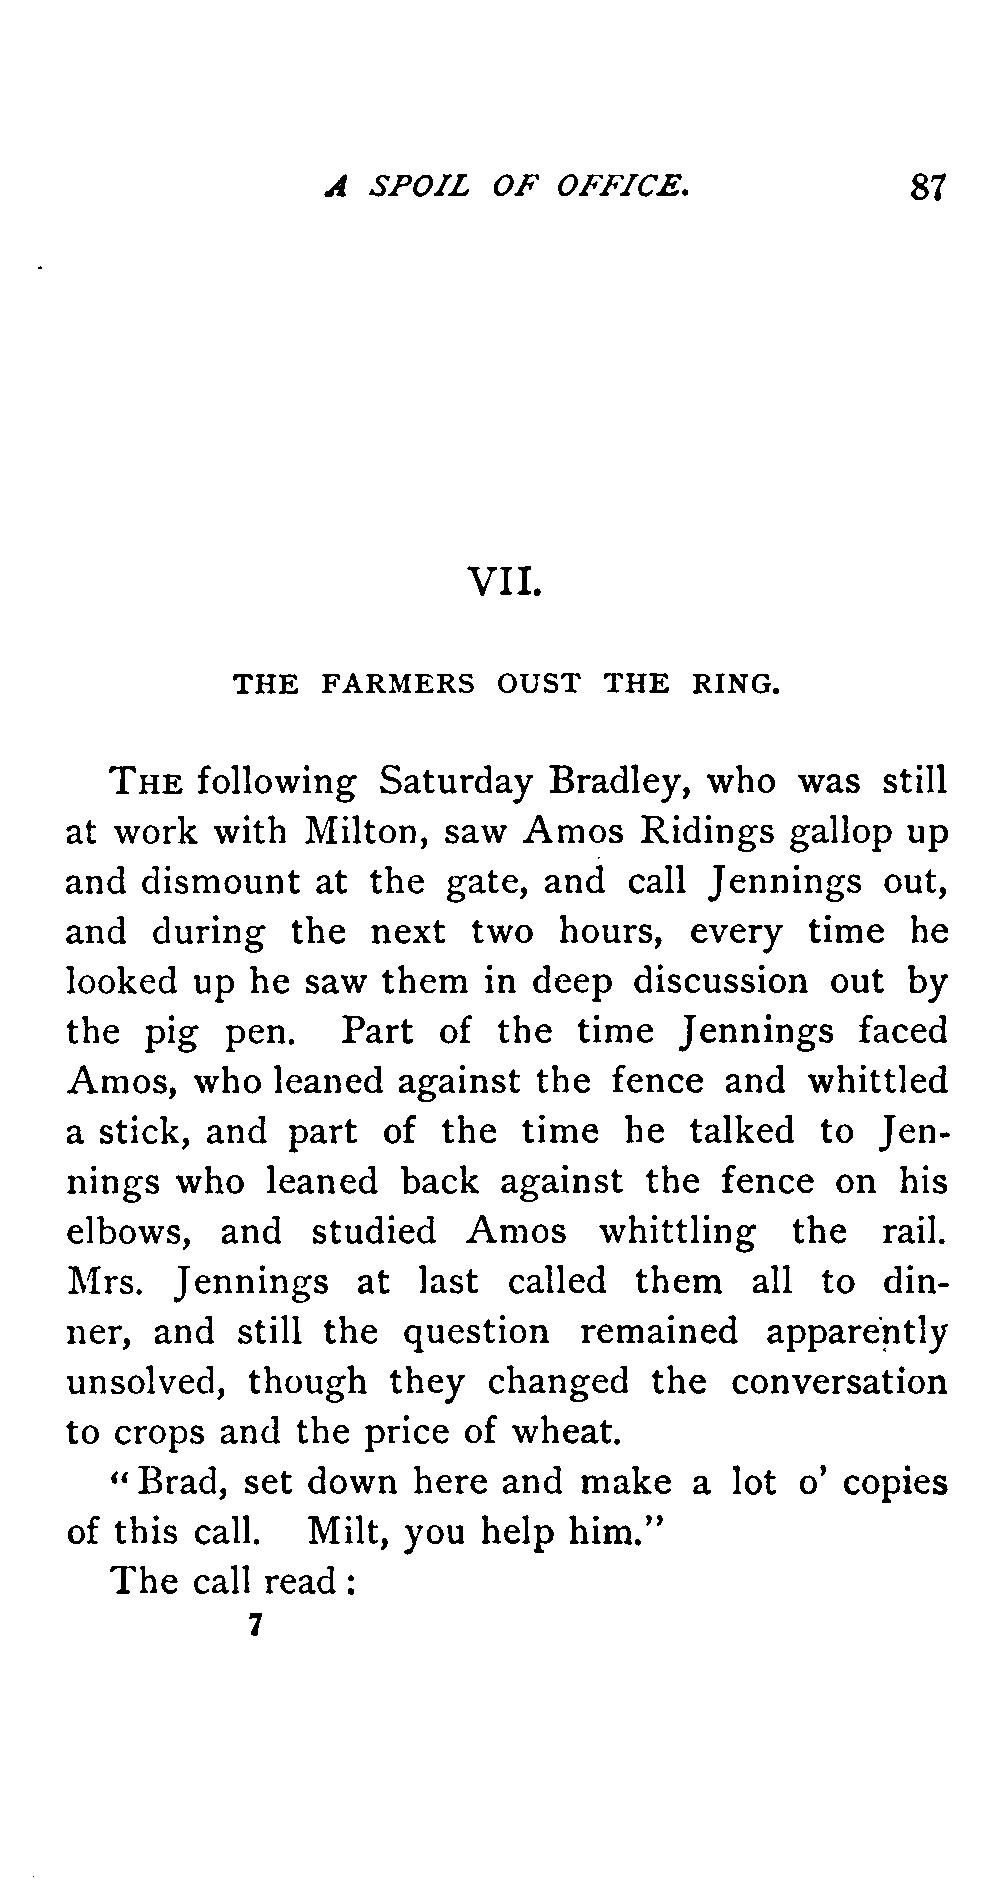 A SPOIL OF OFFICE. 87
VII.
THE FARMERS OUST THE RING.
THE following Saturday Bradley, who was still
at work with Milton, saw Amos Ridings gallop up
and dismount at the gate, and call Jennings out,
and during the next two hours, every time he
looked up he saw them in deep discussion out by
the pig pen. Part of the time Jennings faced
Amos, who leaned against the fence and whittled
a stick, and part of the time he talked to Jen-
nings who leaned back against the fence on his
elbows, and studied Amos whittling the rail.
Mrs. Jennings at last called them all to din-
ner, and still the question remained apparently
unsolved, though they changed the conversation
to crops and the price of wheat.
"Brad, set down here and make a lot o' copies
of this call. Milt, you help him."
The call read:
7